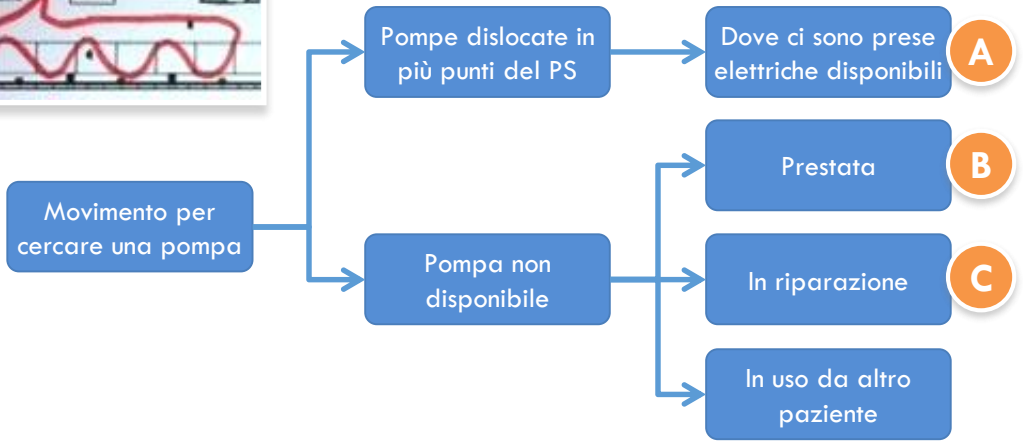 Pompe dislocate in
più punti del PS
Dove ci sono prese
elettriche disponibili
A
Prestata
B
Movimento per
cercare una pompa
Pompa non
disponibile
In riparazione
C
In uso da altro
paziente